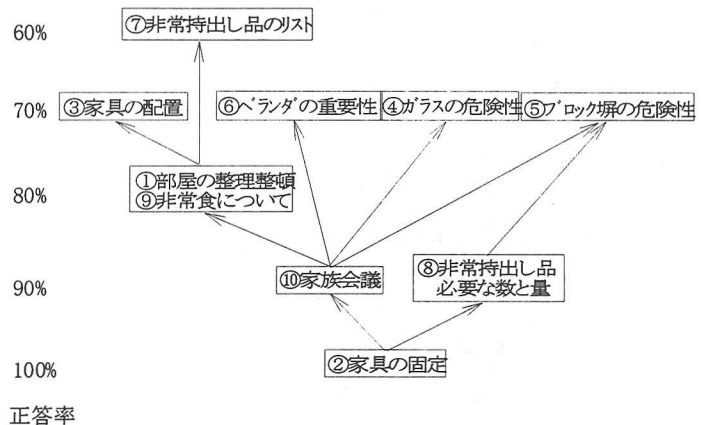 60%
⑦非常持出し品のリスト
70%
③家具の配置
⑥ベランダの重要性
④ガラスの危険性
⑤ブロック塀の危険性
80%
①部屋の整理整頓
⑨非常食について
90%
⑩家族会議
⑧非常持出し品
必要な数と量
100%
②家具の固定
正答率